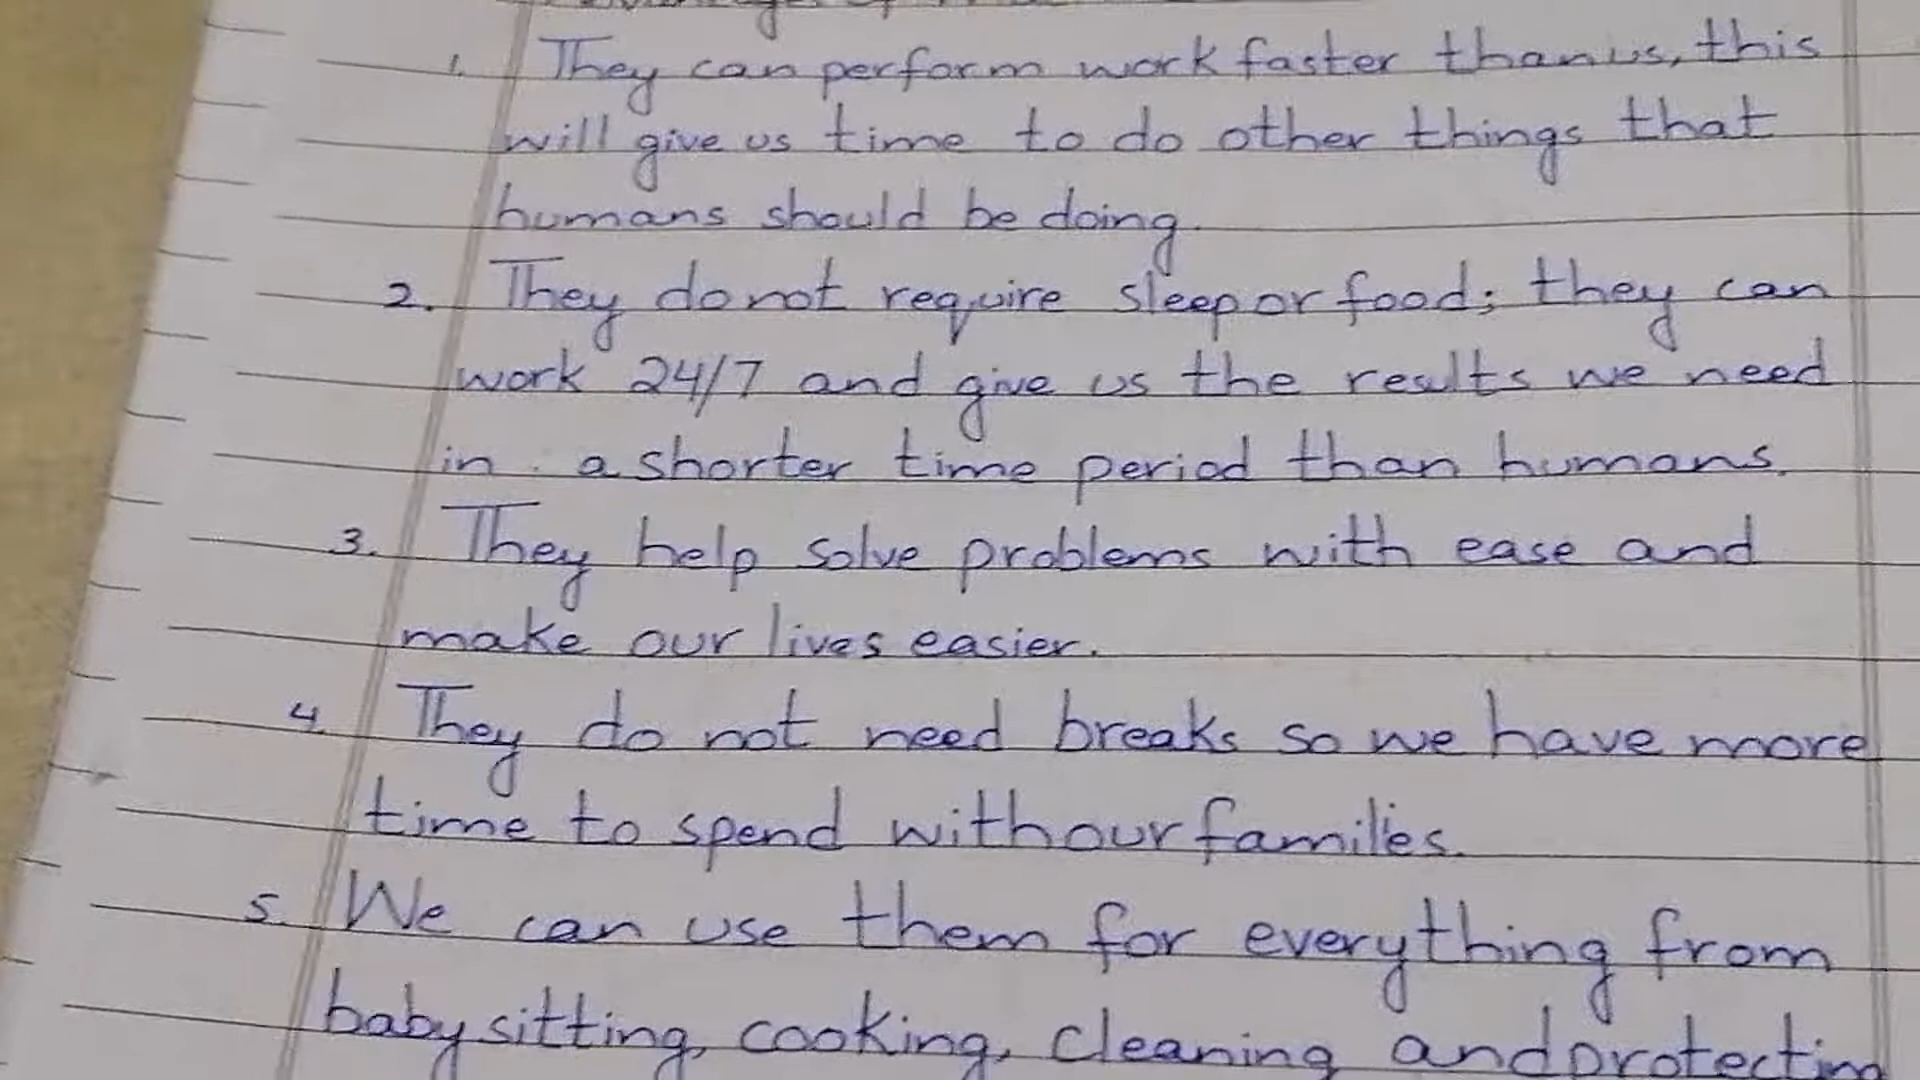 1. They can perform work faster than us, this
will give us time to do other things that
humans should be doing.
2. They do not require sleep or food; they can
work 24/7 and give us the results we need
in a shorter time period than humans.
3. They help solve problems with ease and
make our lives easier.
4. They do not need breaks so we have more
time to spend with our families.
5. We can use them for everything from
babysitting, cooking, cleaning and protecting